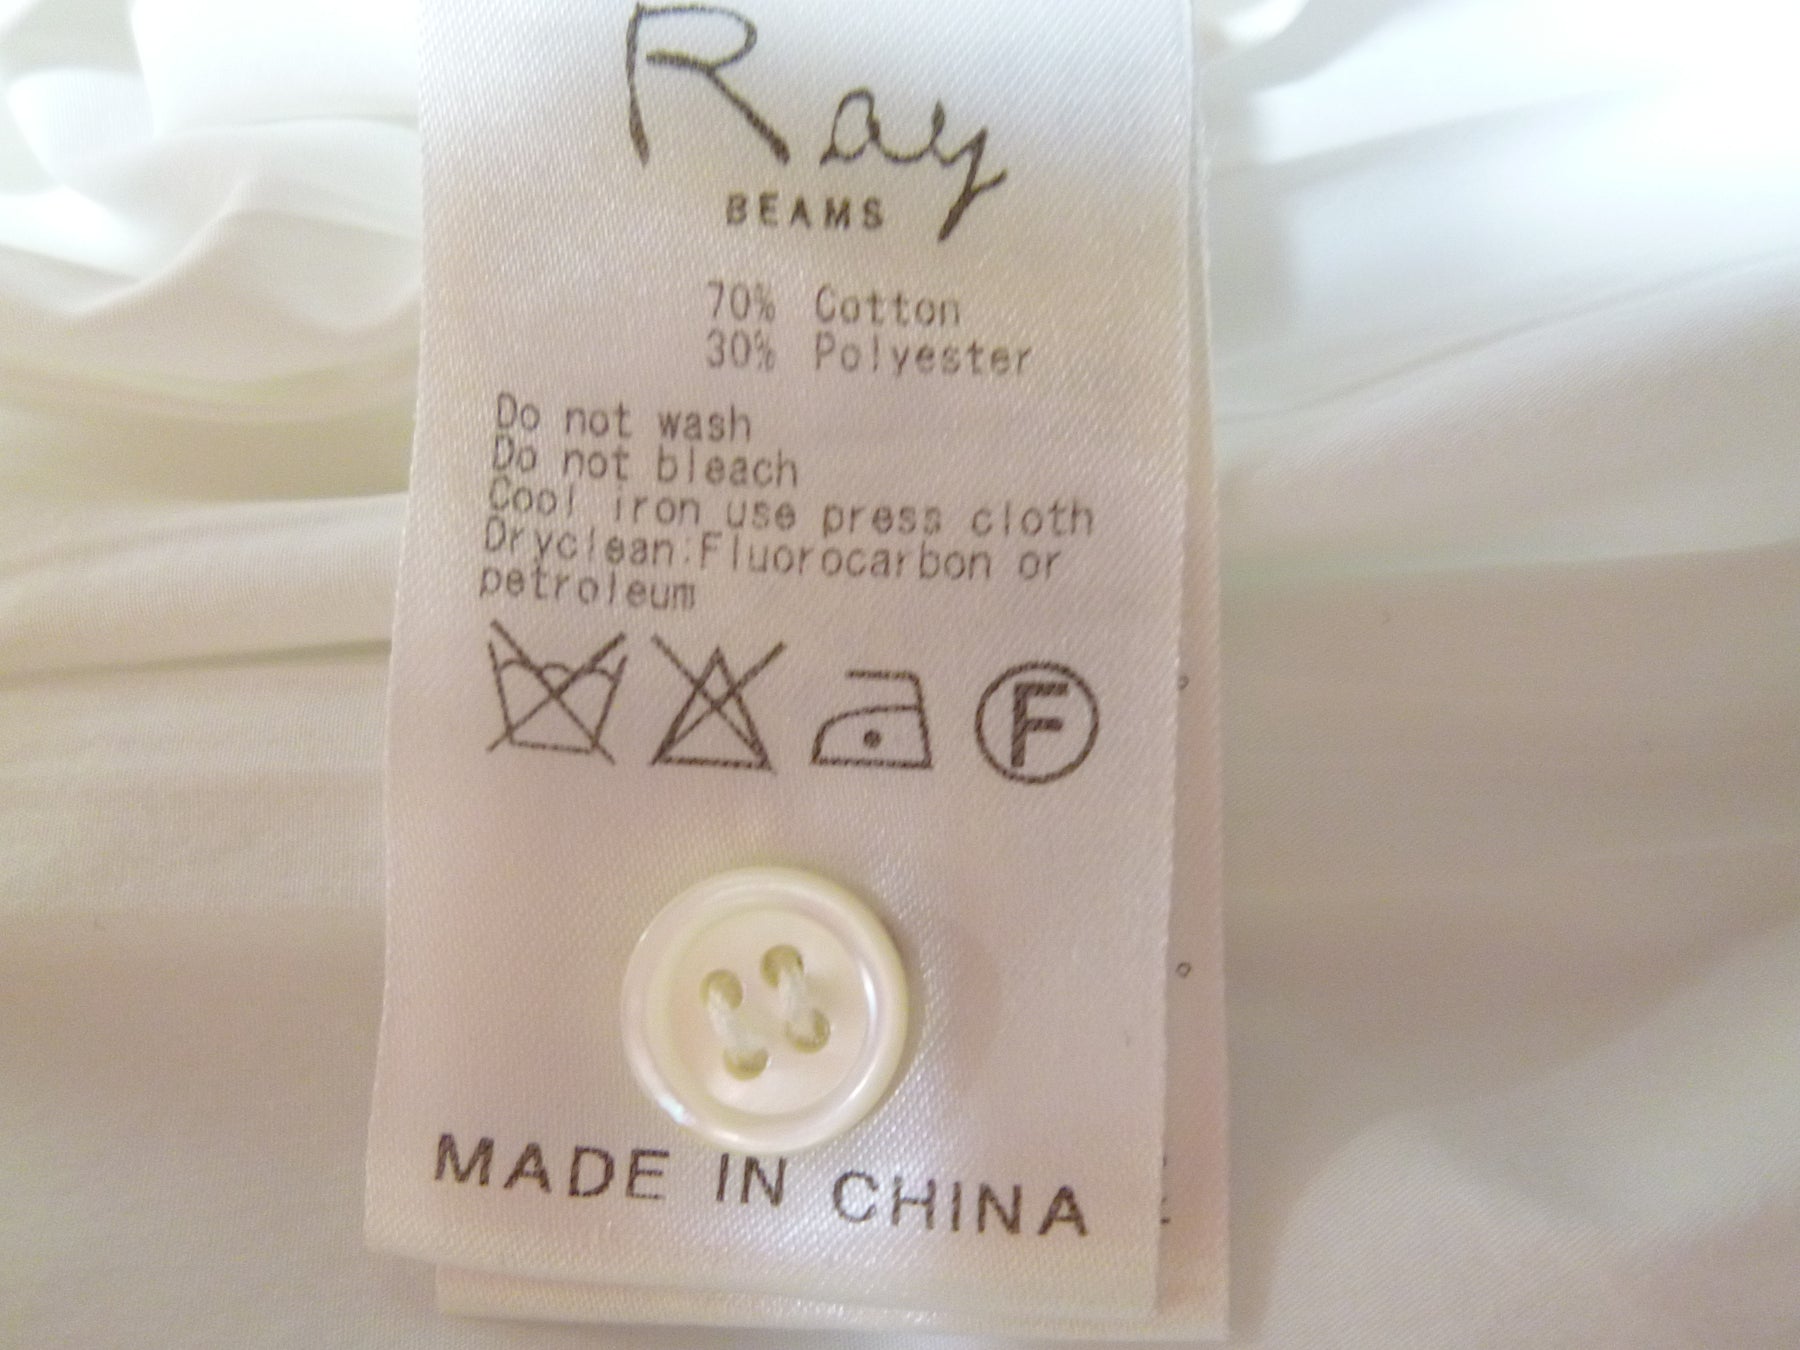 Ray
BEAMS
70% Cotton
30% Polyester
Do not wash
Do not bleach
Cool iron use press cloth
Dryclean:Fluorocarbon or
petroleum
F
MADE IN CHINA